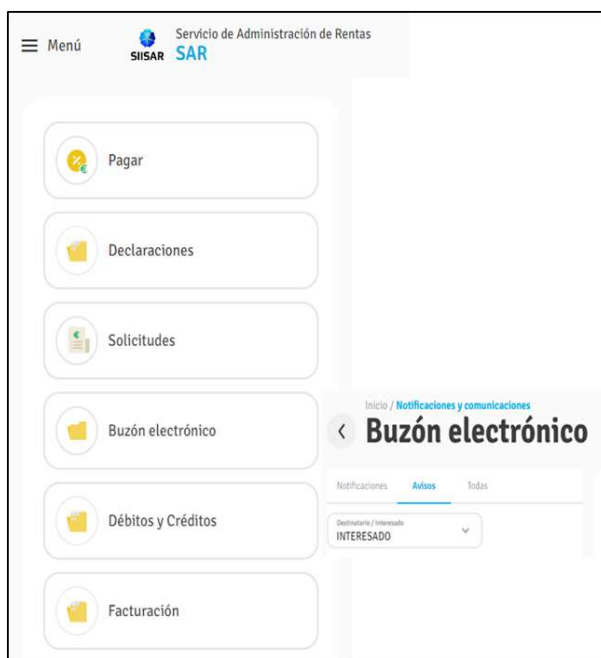 Menú
SIISAR
Servicio de Administración de Rentas
SAR
Pagar
Declaraciones
Solicitudes
Buzón electrónico
Débitos y Créditos
Facturación
Inicio / Notificaciones y comunicaciones
Buzón electrónico
Notificaciones Avisos Todas
Destinatario / Interesado
INTERESADO